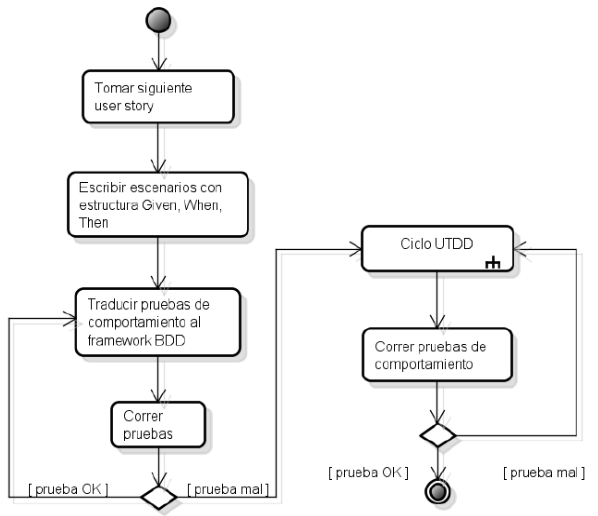 Tomar siguiente
user story
Escribir escenarios con
estructura Given, When,
Then
Traducir pruebas de
comportamiento al
framework BDD
Correr
pruebas
[ prueba OK ]
[ prueba mal ]
Ciclo UTDD
Correr pruebas de
comportamiento
[ prueba OK ]
[ prueba mal ]